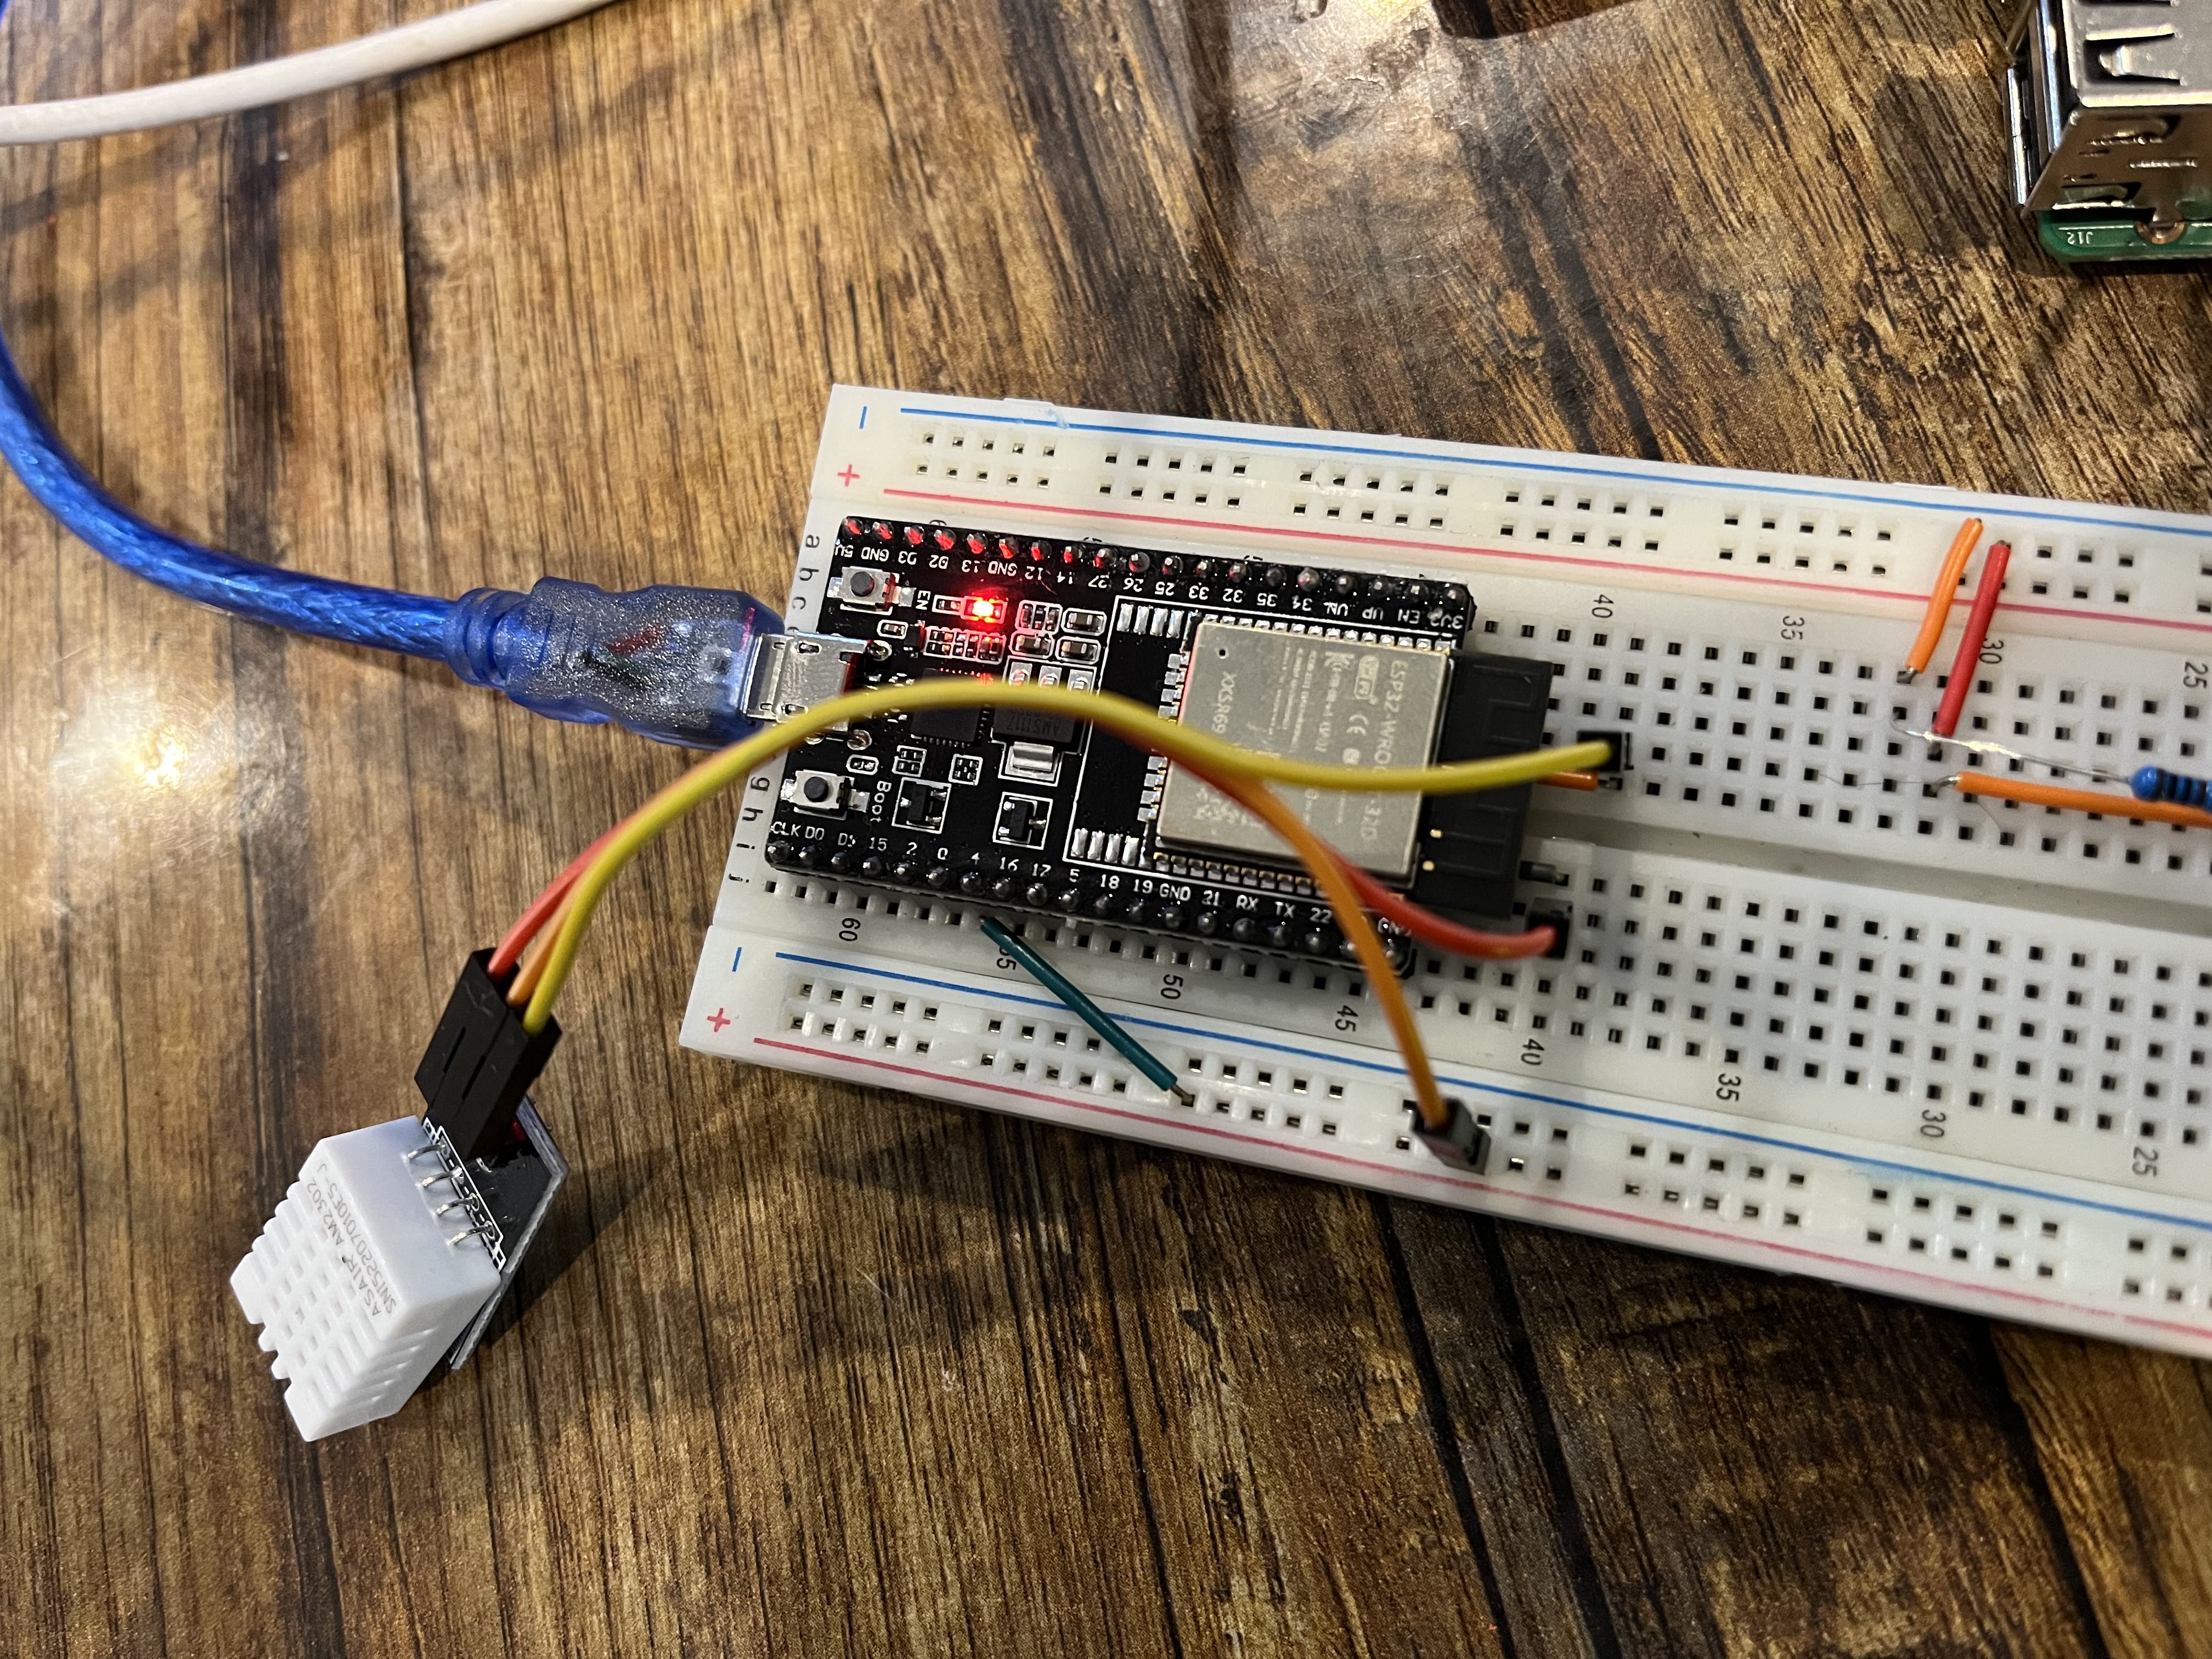 J12
−
+
a
b
c
g
h
i
j
5V GND D3 D2 13 GND 12 14 27 26 25 33 32 35 34 VN VP EN 3V3
EN
Boot
AMS1117
ESP32-WROOM-32D
WiFi
CE
CLK D0 D1 15 2 0 4 16 17 5 18 19 GND 21 RX TX 22 GND
40
35
30
25
60
55
50
45
40
35
30
25
−
+
ASAIR® AM2302